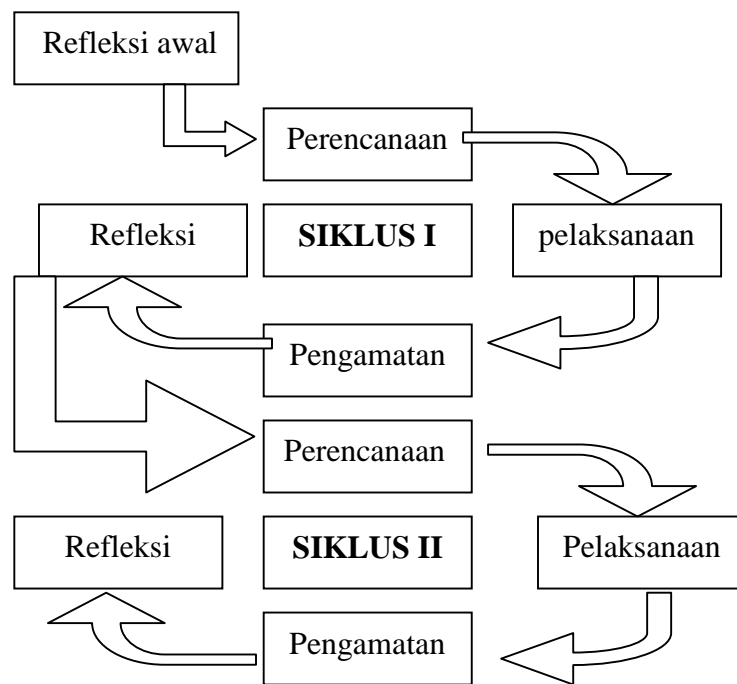 Refleksi awal
Perencanaan
Refleksi
SIKLUS I
pelaksanaan
Pengamatan
Perencanaan
Refleksi
SIKLUS II
Pelaksanaan
Pengamatan